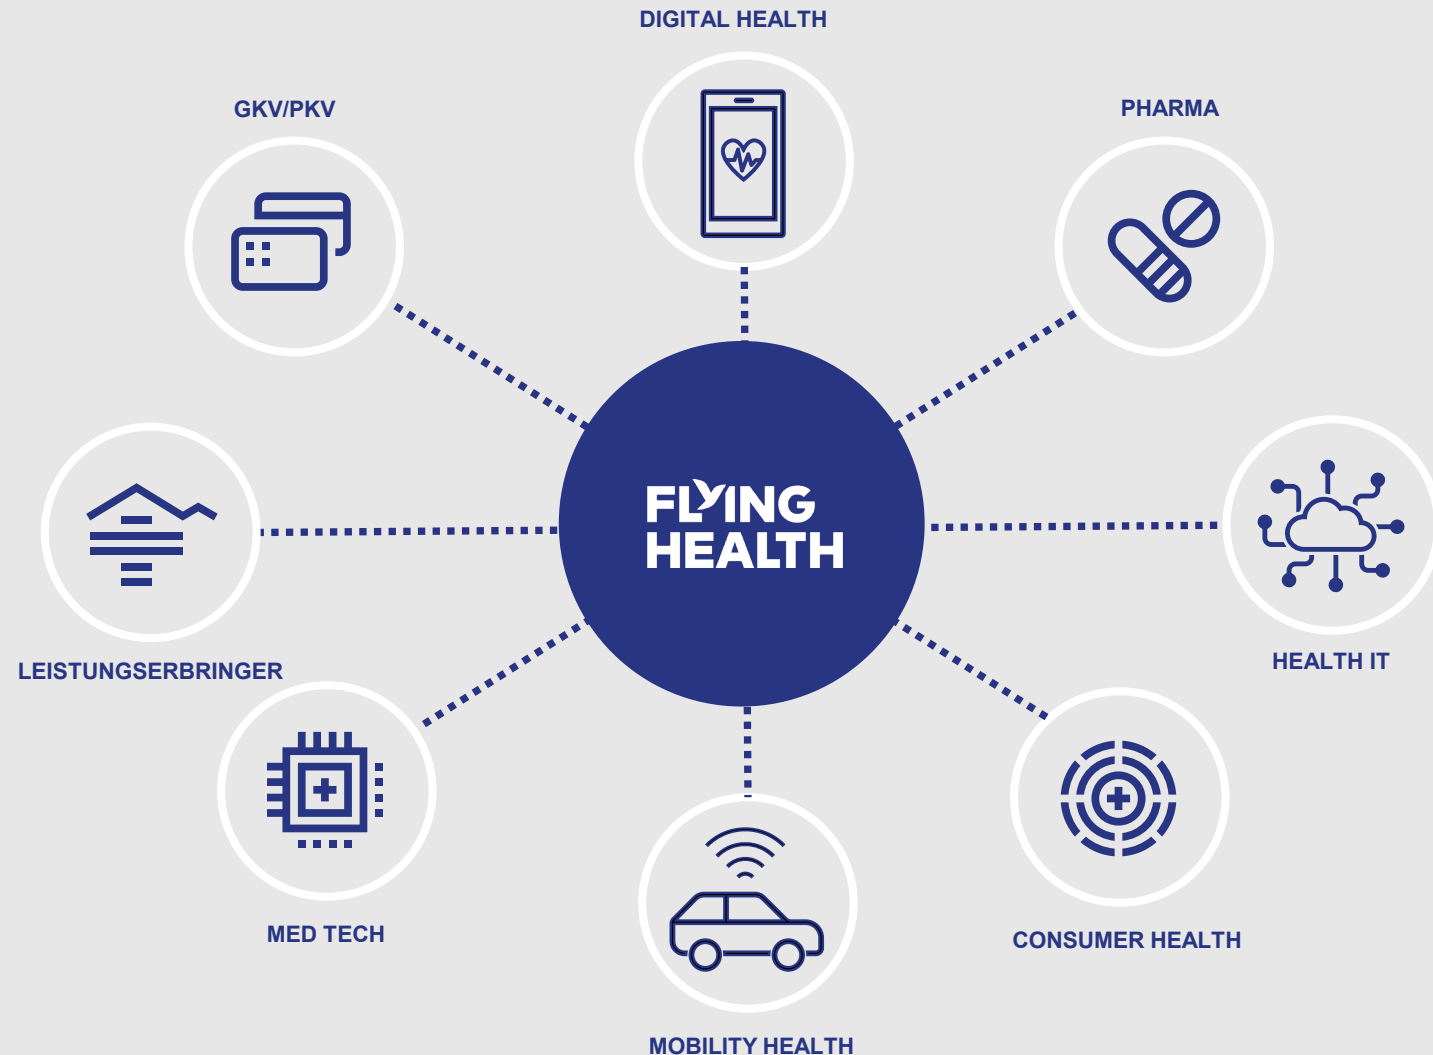 DIGITAL HEALTH
GKV/PKV
PHARMA
FLYING
HEALTH
LEISTUNGSERBRINGER
HEALTH IT
MED TECH
CONSUMER HEALTH
MOBILITY HEALTH